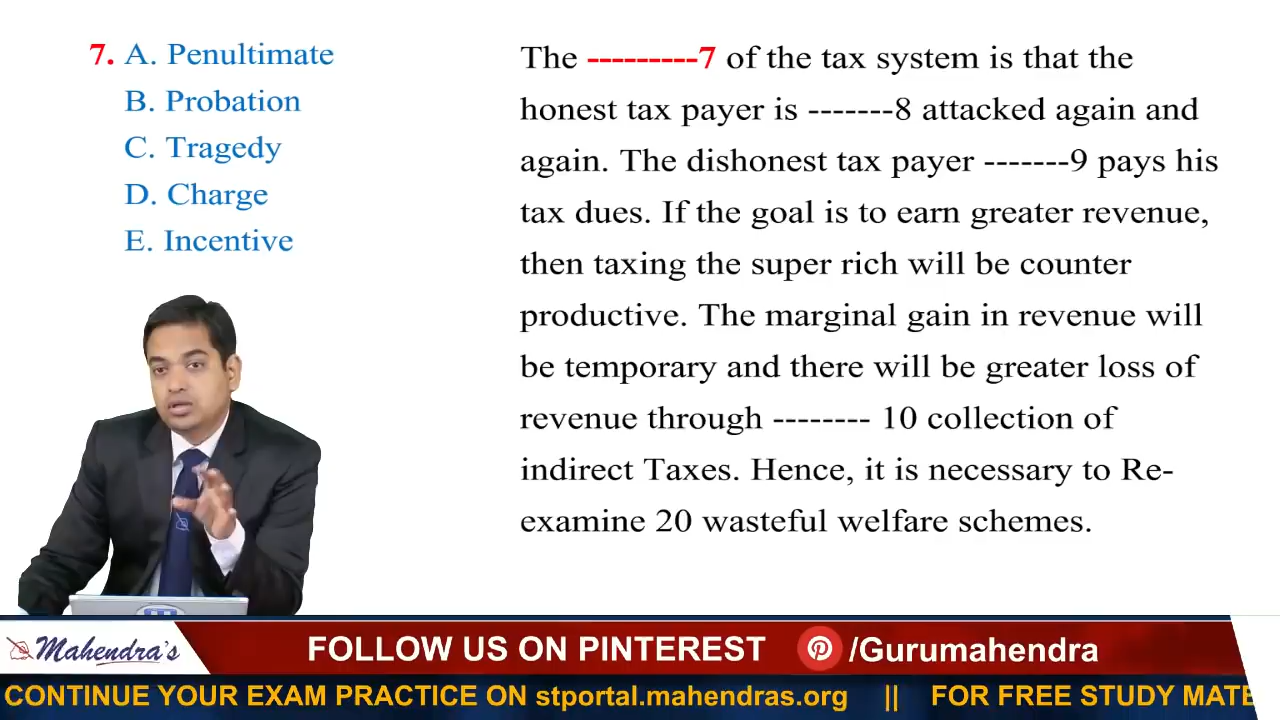 7. A. Penultimate
B. Probation
C. Tragedy
D. Charge
E. Incentive
The ---------7 of the tax system is that the
honest tax payer is -------8 attacked again and
again. The dishonest tax payer -------9 pays his
tax dues. If the goal is to earn greater revenue,
then taxing the super rich will be counter
productive. The marginal gain in revenue will
be temporary and there will be greater loss of
revenue through -------- 10 collection of
indirect Taxes. Hence, it is necessary to Re-
examine 20 wasteful welfare schemes.
Mahendra's
FOLLOW US ON PINTEREST
/Gurumahendra
CONTINUE YOUR EXAM PRACTICE ON stportal.mahendras.org || FOR FREE STUDY MATE